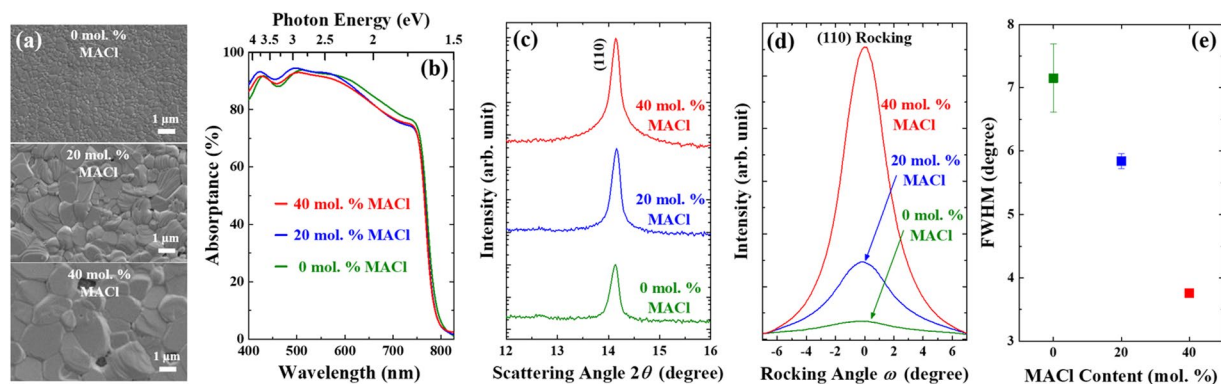 (a)
0 mol. %
MACl
1 μm
20 mol. %
MACl
1 μm
40 mol. %
MACl
1 μm
Photon Energy (eV)
4 3.5 3 2.5 2 1.5
(b)
100
80
60
40
20
0
Absorptance (%)
40 mol. % MACl
20 mol. % MACl
0 mol. % MACl
400 500 600 700 800
Wavelength (nm)
(c)
(110)
40 mol. %
MACl
20 mol. %
MACl
0 mol. %
MACl
Intensity (arb. unit)
12 13 14 15 16
Scattering Angle 2θ (degree)
(d)
(110) Rocking
40 mol. %
MACl
20 mol. %
MACl
0 mol. %
MACl
Intensity (arb. unit)
-6 -4 -2 0 2 4 6
Rocking Angle ω (degree)
(e)
8
7
6
5
4
3
FWHM (degree)
0 20 40
MACl Content (mol. %)